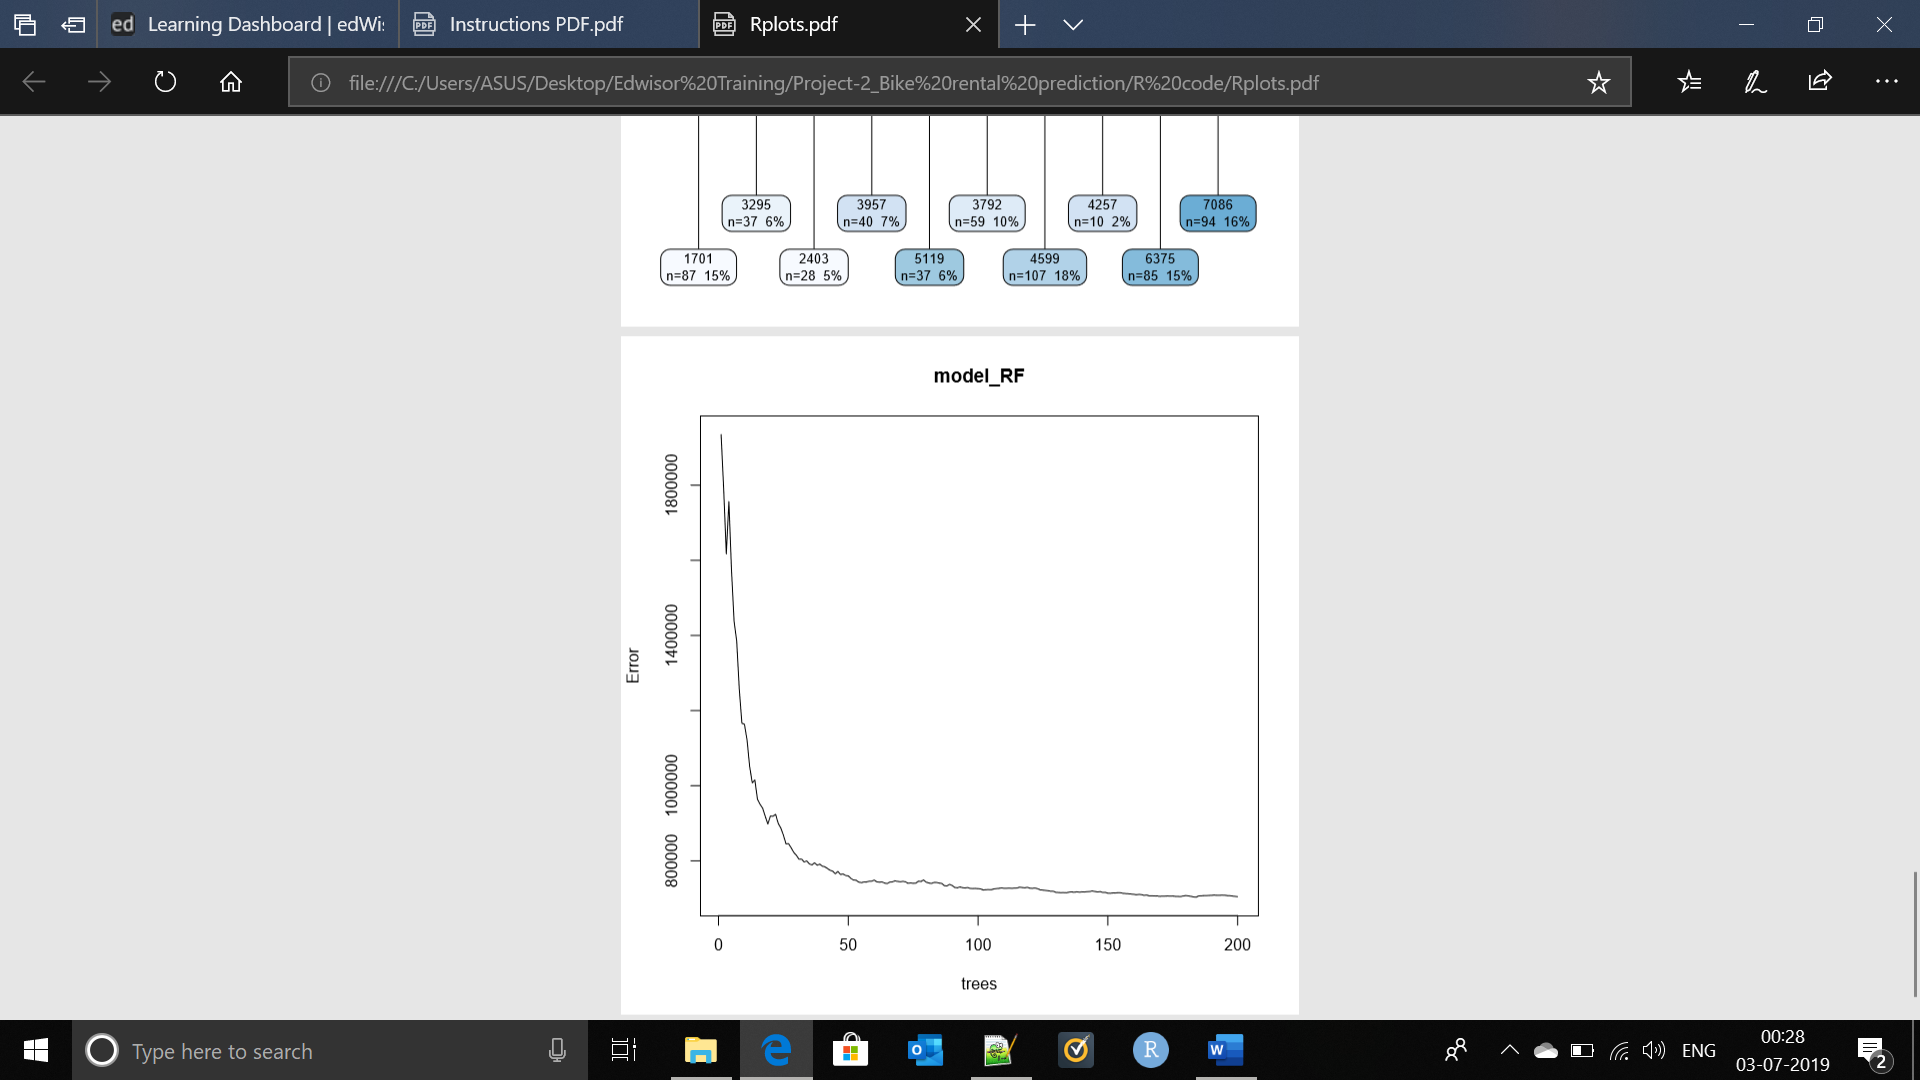 Learning Dashboard | edWi
Instructions PDF.pdf
Rplots.pdf
file:///C:/Users/ASUS/Desktop/Edwisor%20Training/Project-2_Bike%20rental%20prediction/R%20code/Rplots.pdf
3295
n=37 6%
3957
n=40 7%
3792
n=59 10%
4257
n=10 2%
7086
n=94 16%
1701
n=87 15%
2403
n=28 5%
5119
n=37 6%
4599
n=107 18%
6375
n=85 15%
model_RF
1800000
1400000
1000000
800000
Error
0 50 100 150 200
trees
Type here to search
ENG
00:28
03-07-2019
2